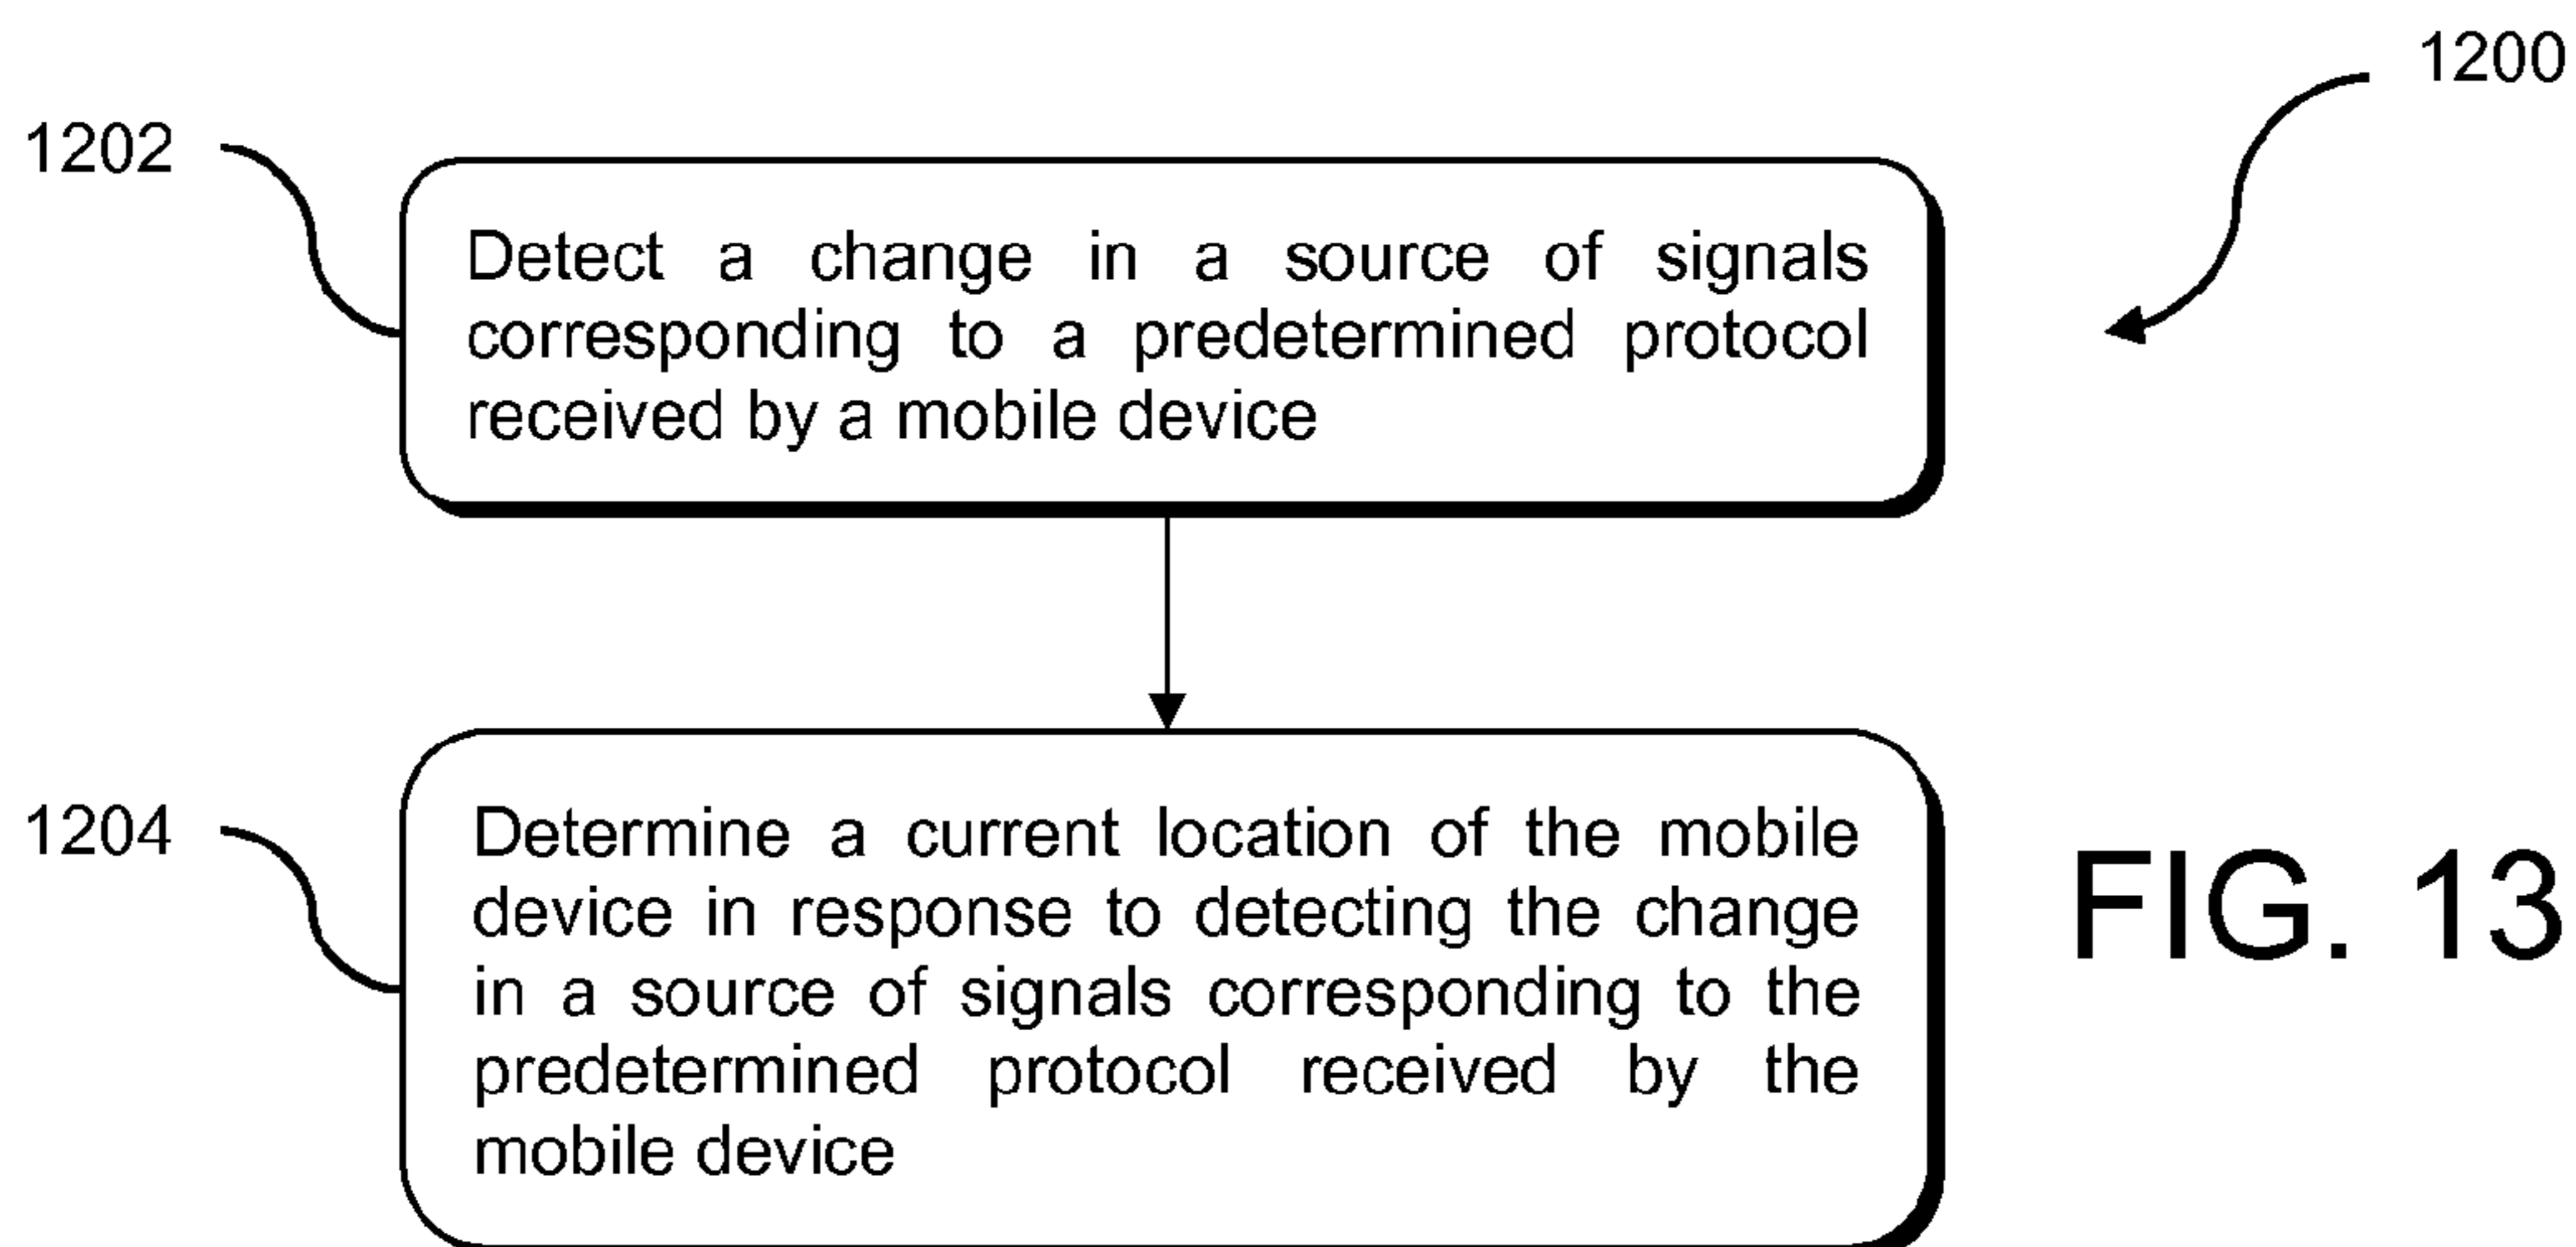 1200
1202
Detect a change in a source of signals
corresponding to a predetermined protocol
received by a mobile device
1204
Determine a current location of the mobile
device in response to detecting the change
in a source of signals corresponding to the
predetermined protocol received by the
mobile device
FIG. 13